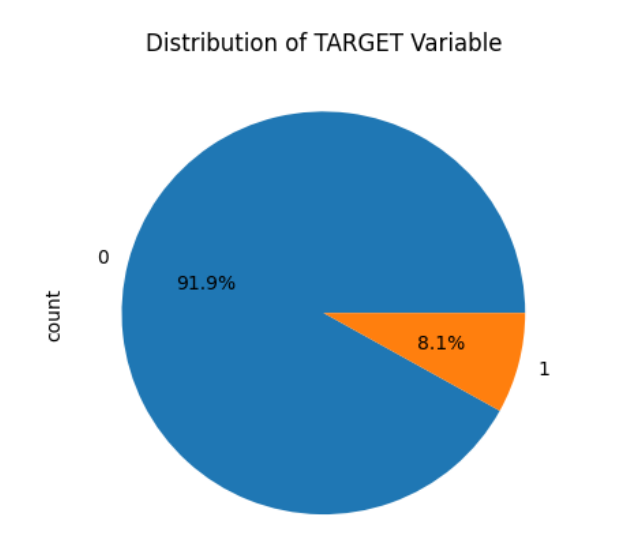 Distribution of TARGET Variable
0
91.9%
count
8.1%
1